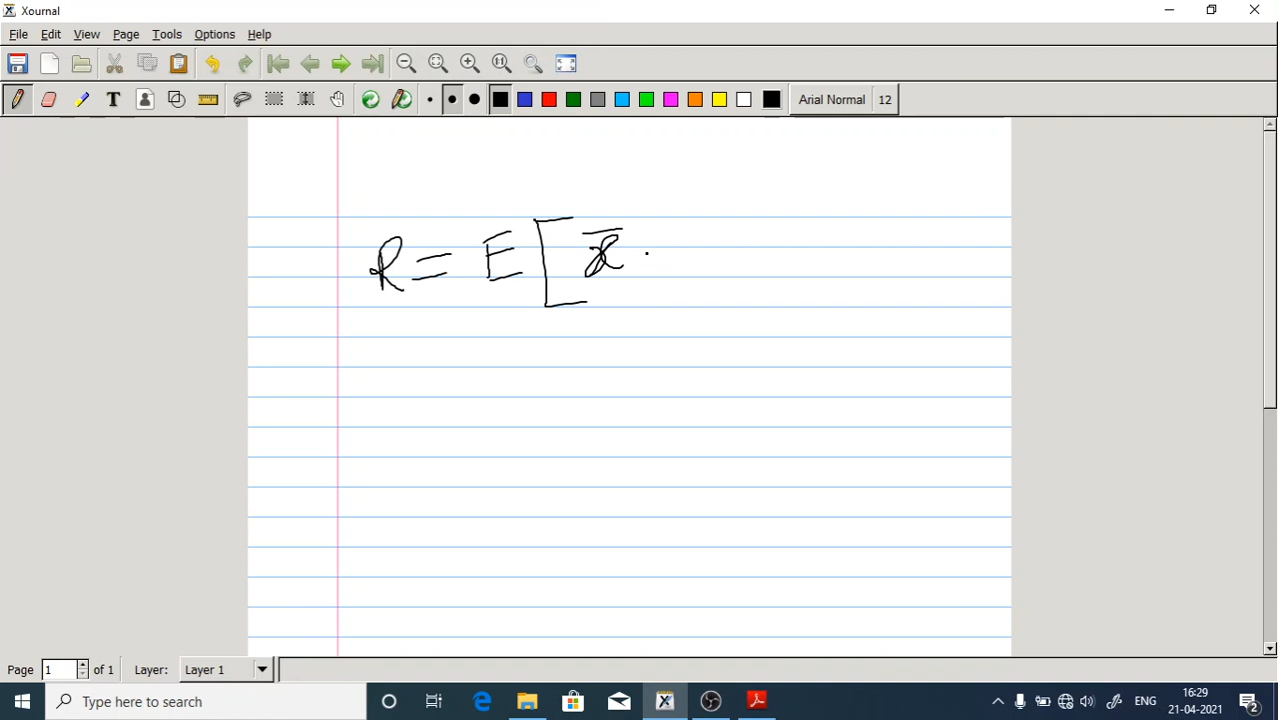 Xournal
File Edit View Page Tools Options Help
Arial Normal 12
R = E [ x̄ .
Page 1 of 1 Layer: Layer 1
Type here to search
ENG
16:29
21-04-2021
2